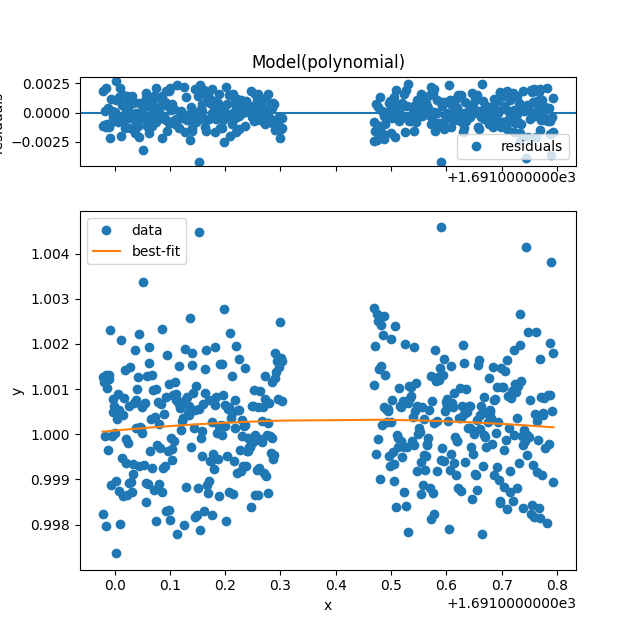 Model(polynomial)
0.0025
0.0000
−0.0025
residuals
+1.6910000000e3
data
best-fit
1.004
1.003
1.002
1.001
1.000
0.999
0.998
y
0.0 0.1 0.2 0.3 0.4 0.5 0.6 0.7 0.8
x
+1.6910000000e3